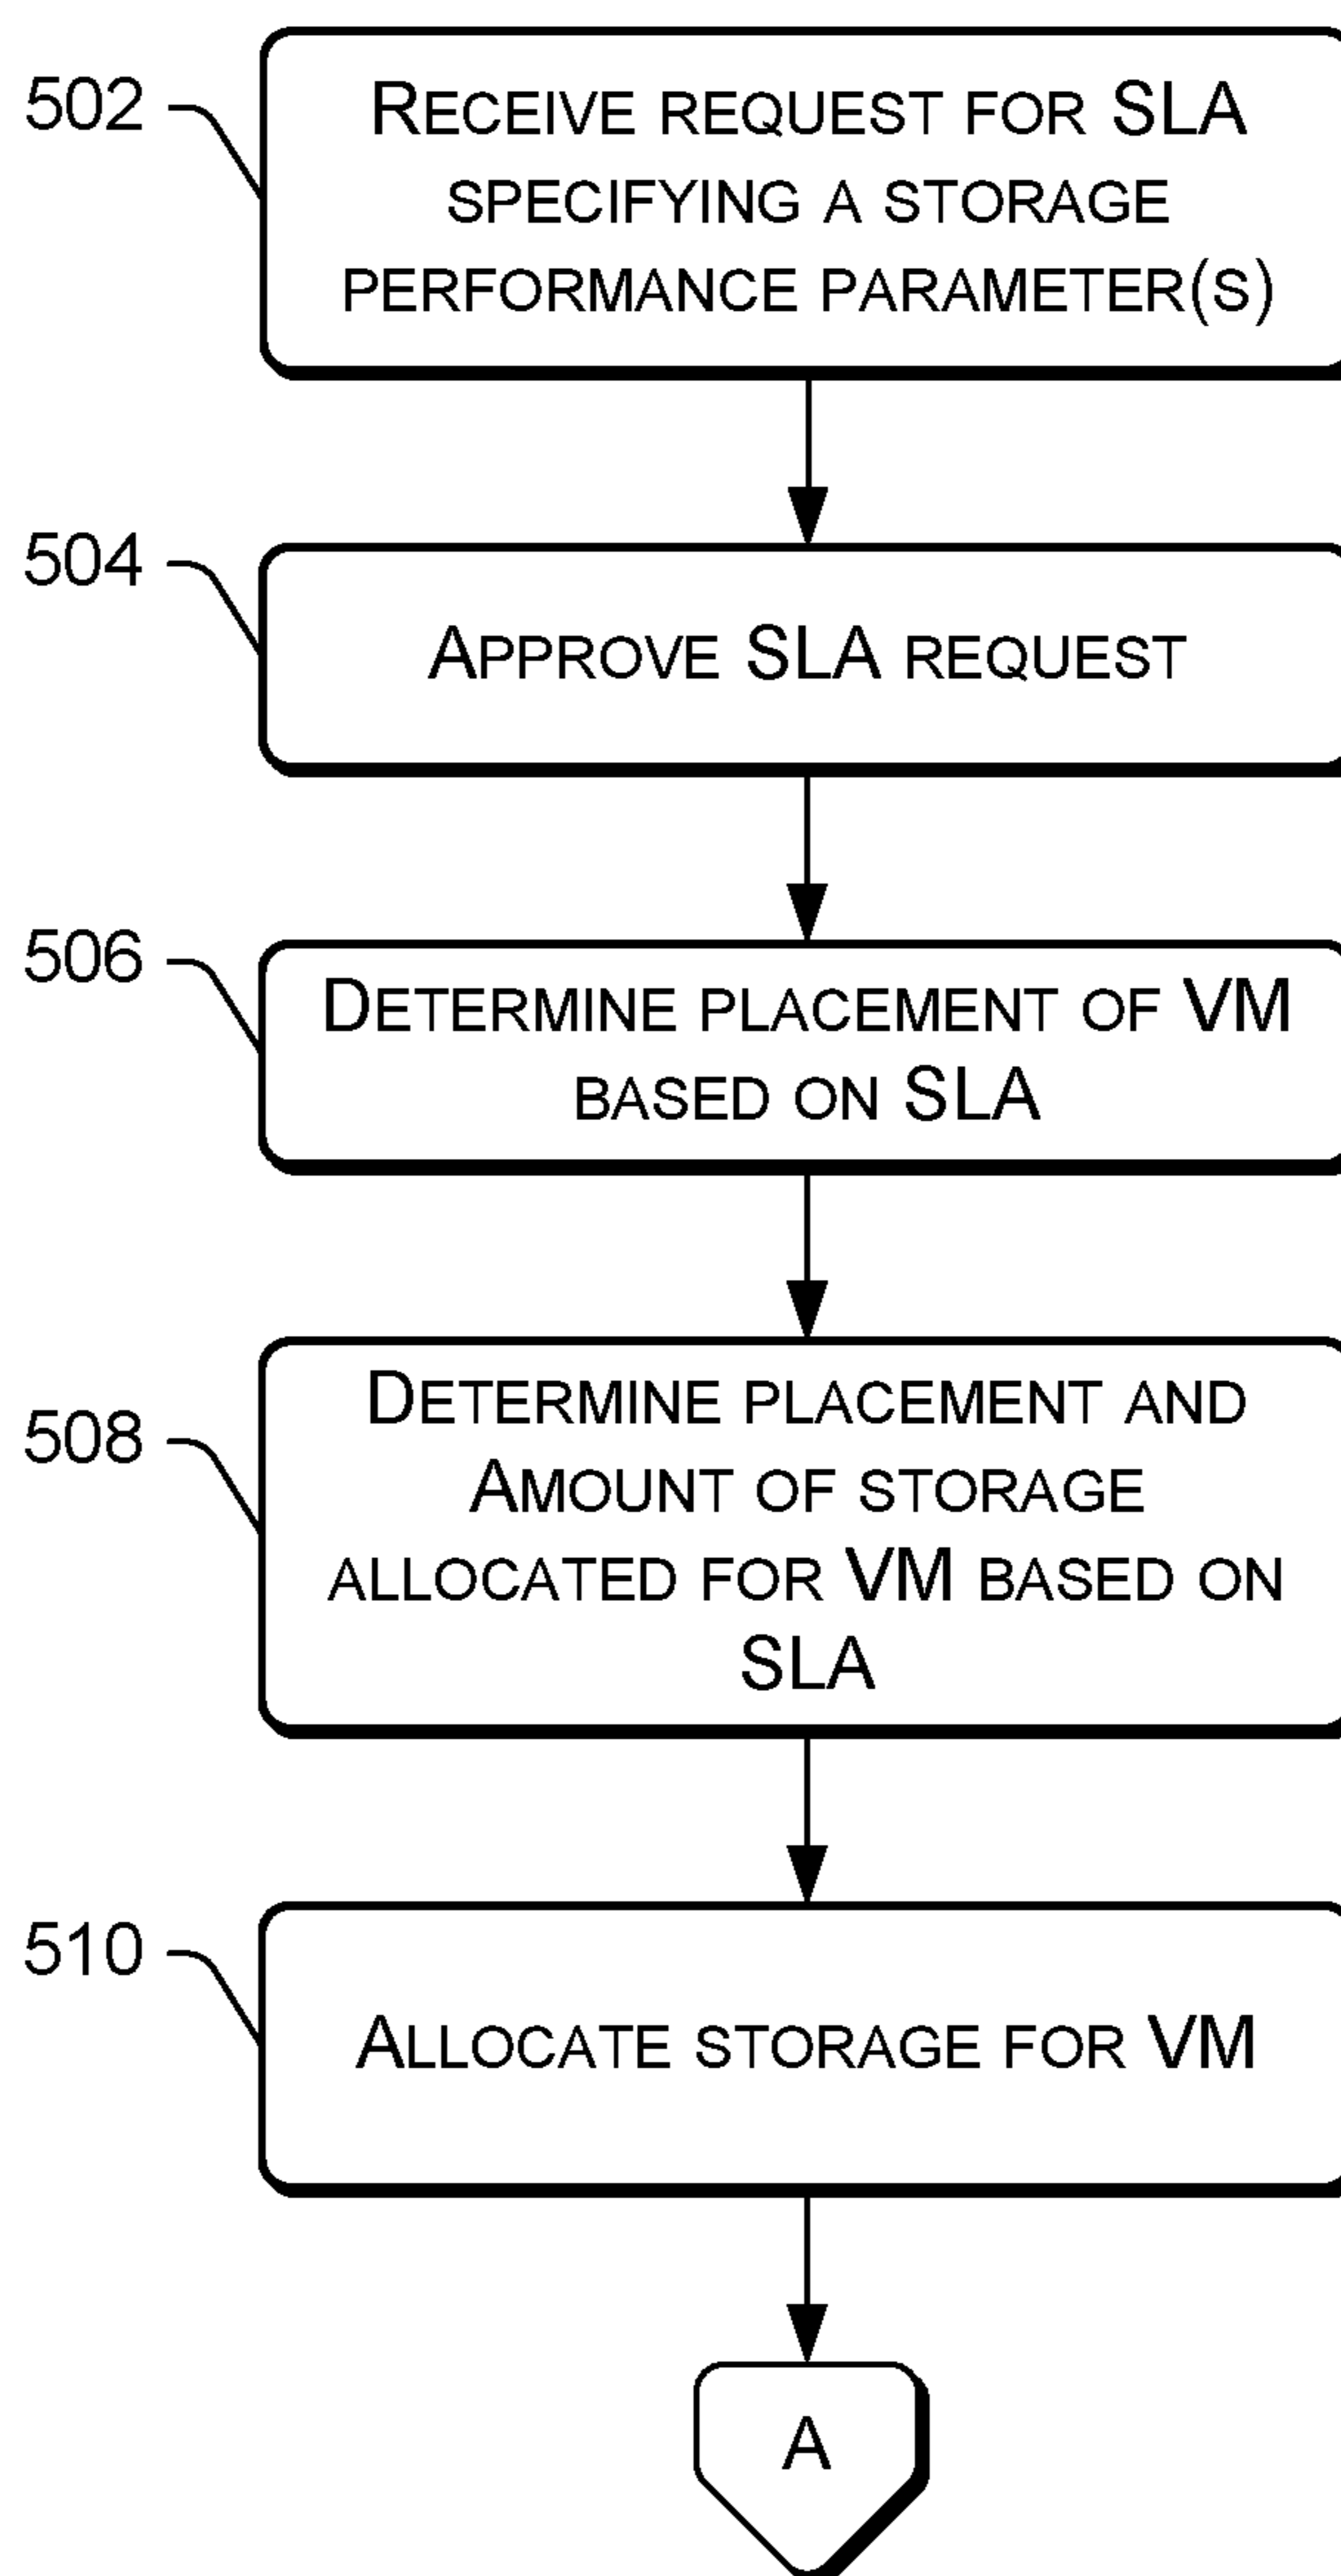 502
RECEIVE REQUEST FOR SLA
SPECIFYING A STORAGE
PERFORMANCE PARAMETER(S)
504
APPROVE SLA REQUEST
506
DETERMINE PLACEMENT OF VM
BASED ON SLA
508
DETERMINE PLACEMENT AND
AMOUNT OF STORAGE
ALLOCATED FOR VM BASED ON
SLA
510
ALLOCATE STORAGE FOR VM
A